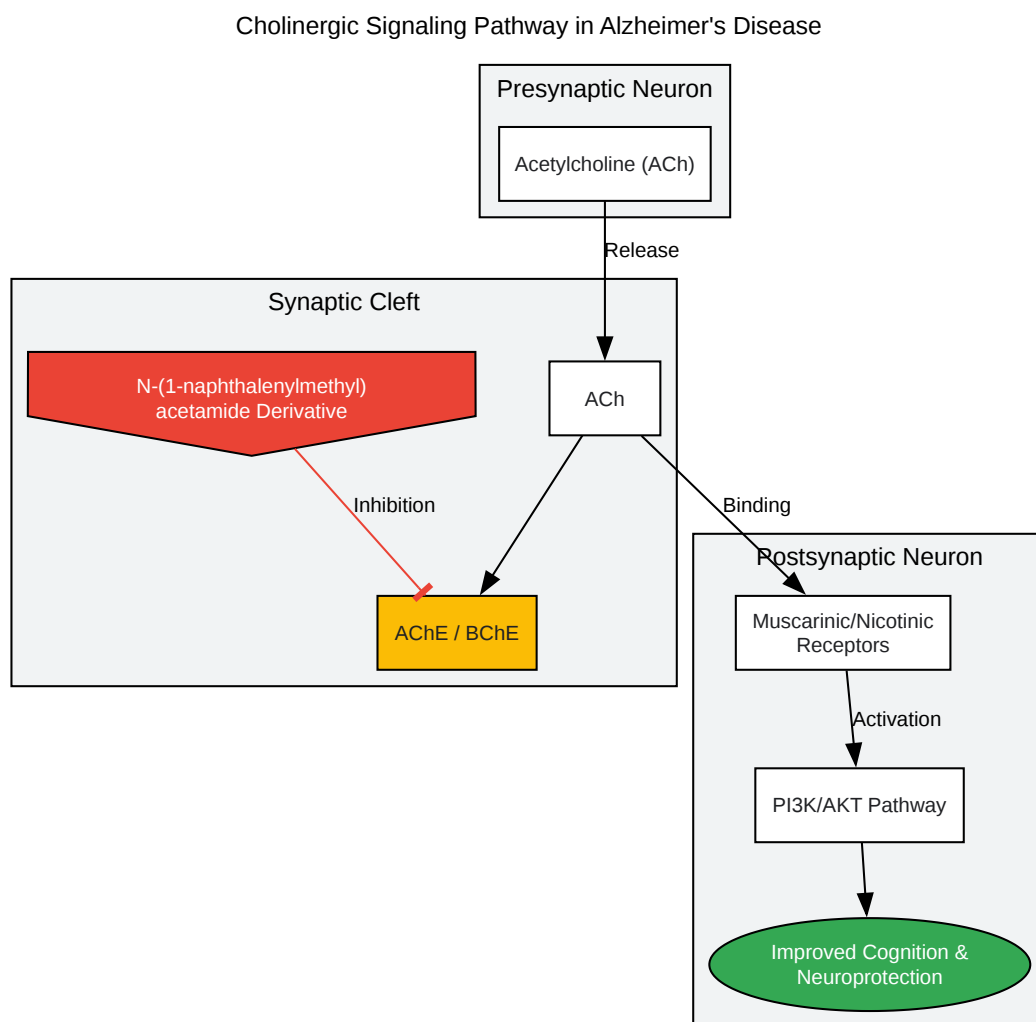 Cholinergic Signaling Pathway in Alzheimer's Disease
Presynaptic Neuron
Acetylcholine (ACh)
Release
Synaptic Cleft
N-(1-naphthalenylmethyl)
acetamide Derivative
ACh
Inhibition
Binding
AChE / BChE
Postsynaptic Neuron
Muscarinic/Nicotinic
Receptors
Activation
PI3K/AKT Pathway
Improved Cognition &
Neuroprotection